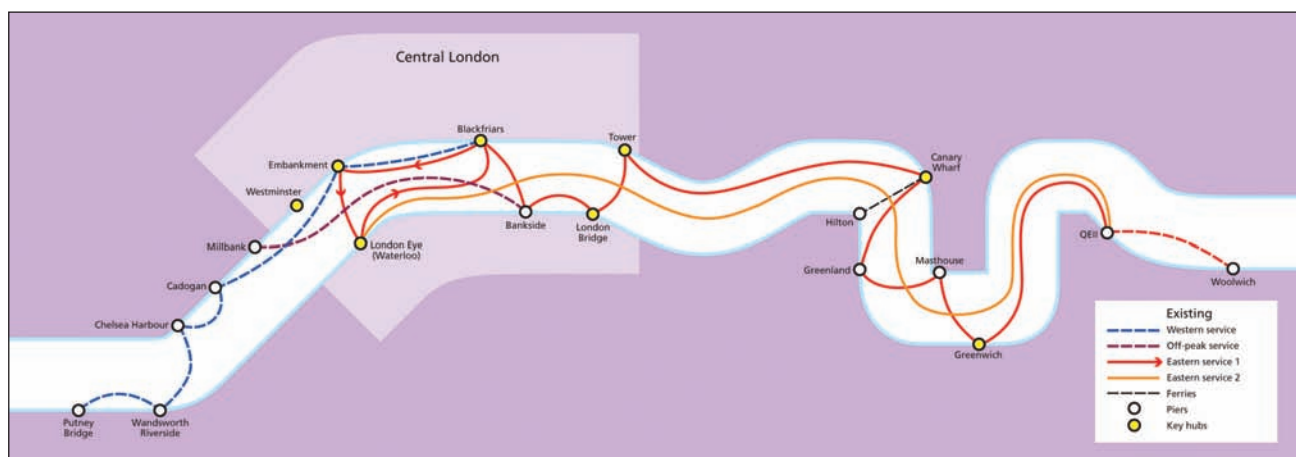 Central London
Blackfriars
Tower
Embankment
Canary
Wharf
Westminster
Hilton
Bankside
London
Bridge
Millbank
London Eye
(Waterloo)
QEII
Greenland
Masthouse
Cadogan
Woolwich
Chelsea Harbour
Greenwich
Putney
Bridge
Wandsworth
Riverside
Existing
Western service
Off-peak service
Eastern service 1
Eastern service 2
Ferries
Piers
Key hubs